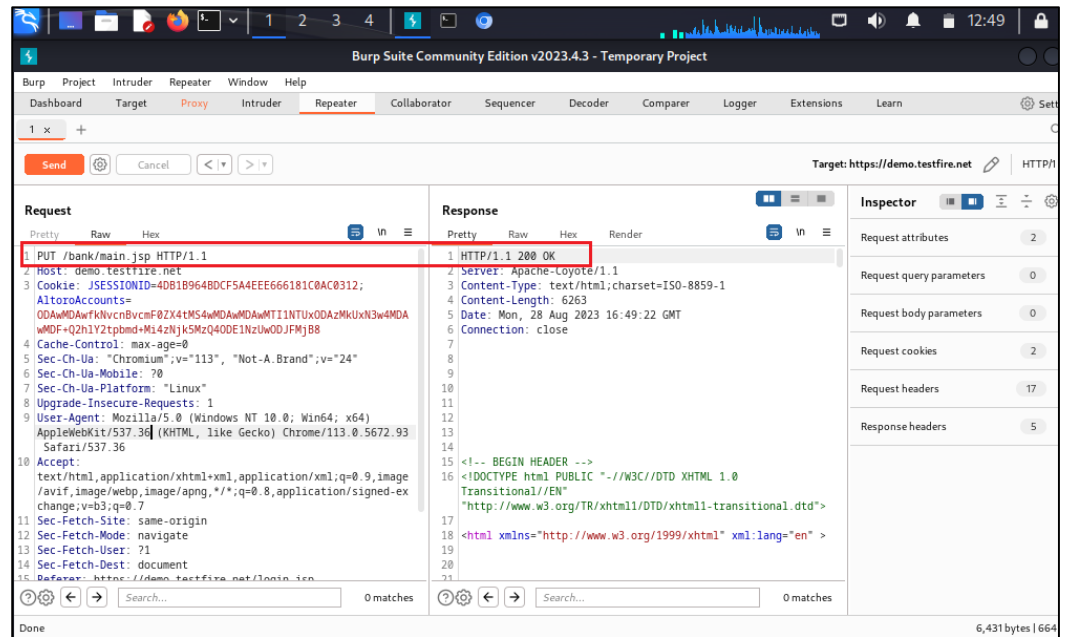 1 2 3 4 12:49
Burp Suite Community Edition v2023.4.3 - Temporary Project
Burp Project Intruder Repeater Window Help
Dashboard Target Proxy Intruder Repeater Collaborator Sequencer Decoder Comparer Logger Extensions Learn Sett
1 × +
Send Cancel < > Target: https://demo.testfire.net HTTP/1
Request
Pretty Raw Hex \n
1 PUT /bank/main.jsp HTTP/1.1
2 Host: demo.testfire.net
3 Cookie: JSESSIONID=4DB1B964BDCF5A4EEE666181C0AC0312;
AltoroAccounts=
ODAwMDAwfkNvcnBvcmF0ZX4tMS4wMDAwMDAwMTI1NTUxODAzMkUxN3w4MDA
wMDF+Q2hlY2tpbmd+Mi4zNjk5MzQ4ODE1NzUwODJFMjB8
4 Cache-Control: max-age=0
5 Sec-Ch-Ua: "Chromium";v="113", "Not-A.Brand";v="24"
6 Sec-Ch-Ua-Mobile: ?0
7 Sec-Ch-Ua-Platform: "Linux"
8 Upgrade-Insecure-Requests: 1
9 User-Agent: Mozilla/5.0 (Windows NT 10.0; Win64; x64)
AppleWebKit/537.36 (KHTML, like Gecko) Chrome/113.0.5672.93
Safari/537.36
10 Accept:
text/html,application/xhtml+xml,application/xml;q=0.9,image
/avif,image/webp,image/apng,*/*;q=0.8,application/signed-ex
change;v=b3;q=0.7
11 Sec-Fetch-Site: same-origin
12 Sec-Fetch-Mode: navigate
13 Sec-Fetch-User: ?1
14 Sec-Fetch-Dest: document
15 Referer: https://demo.testfire.net/login.jsp
Search... 0 matches
Response
Pretty Raw Hex Render \n
1 HTTP/1.1 200 OK
2 Server: Apache-Coyote/1.1
3 Content-Type: text/html;charset=ISO-8859-1
4 Content-Length: 6263
5 Date: Mon, 28 Aug 2023 16:49:22 GMT
6 Connection: close
7
8
9
10
11
12
13
14
15 <!-- BEGIN HEADER -->
16 <!DOCTYPE html PUBLIC "-//W3C//DTD XHTML 1.0
Transitional//EN"
"http://www.w3.org/TR/xhtml1/DTD/xhtml1-transitional.dtd">
17
18 <html xmlns="http://www.w3.org/1999/xhtml" xml:lang="en" >
19
20
21
Search... 0 matches
Inspector
Request attributes 2
Request query parameters 0
Request body parameters 0
Request cookies 2
Request headers 17
Response headers 5
Done 6,431 bytes | 664